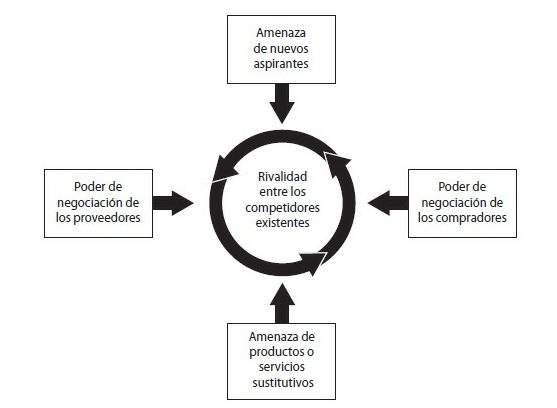 Amenaza
de nuevos
aspirantes
Poder de
negociación de
los proveedores
Rivalidad
entre los
competidores
existentes
Poder de
negociación de
los compradores
Amenaza de
productos o
servicios
sustitutivos